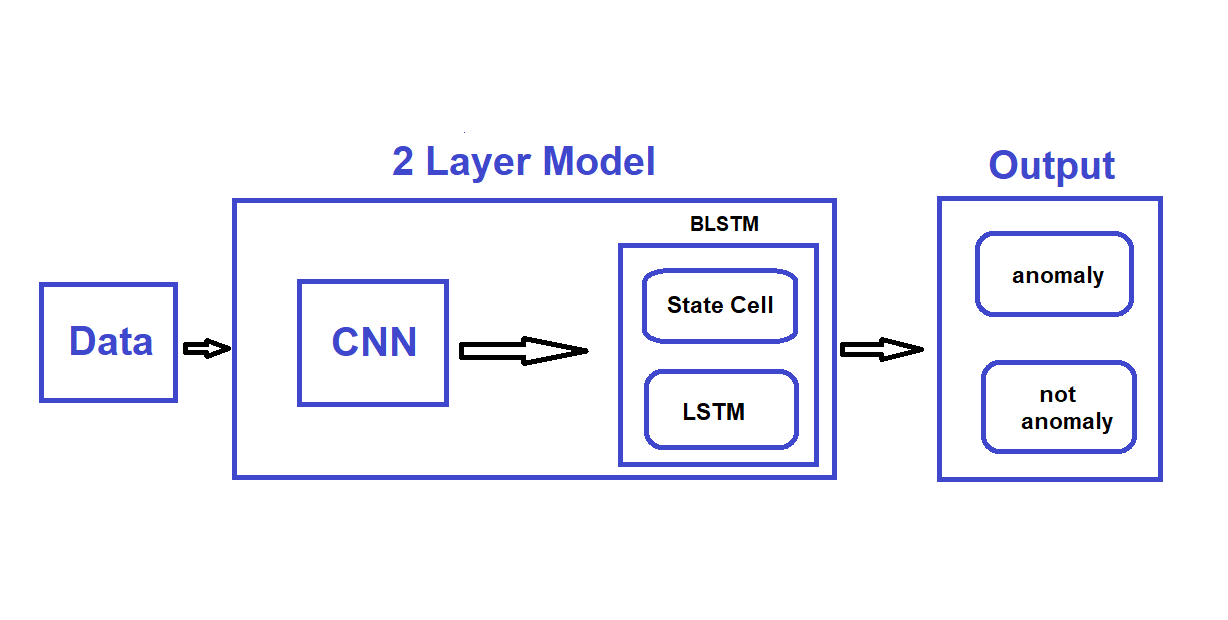 2 Layer Model
Output
BLSTM
Data
CNN
State Cell
LSTM
anomaly
not
anomaly